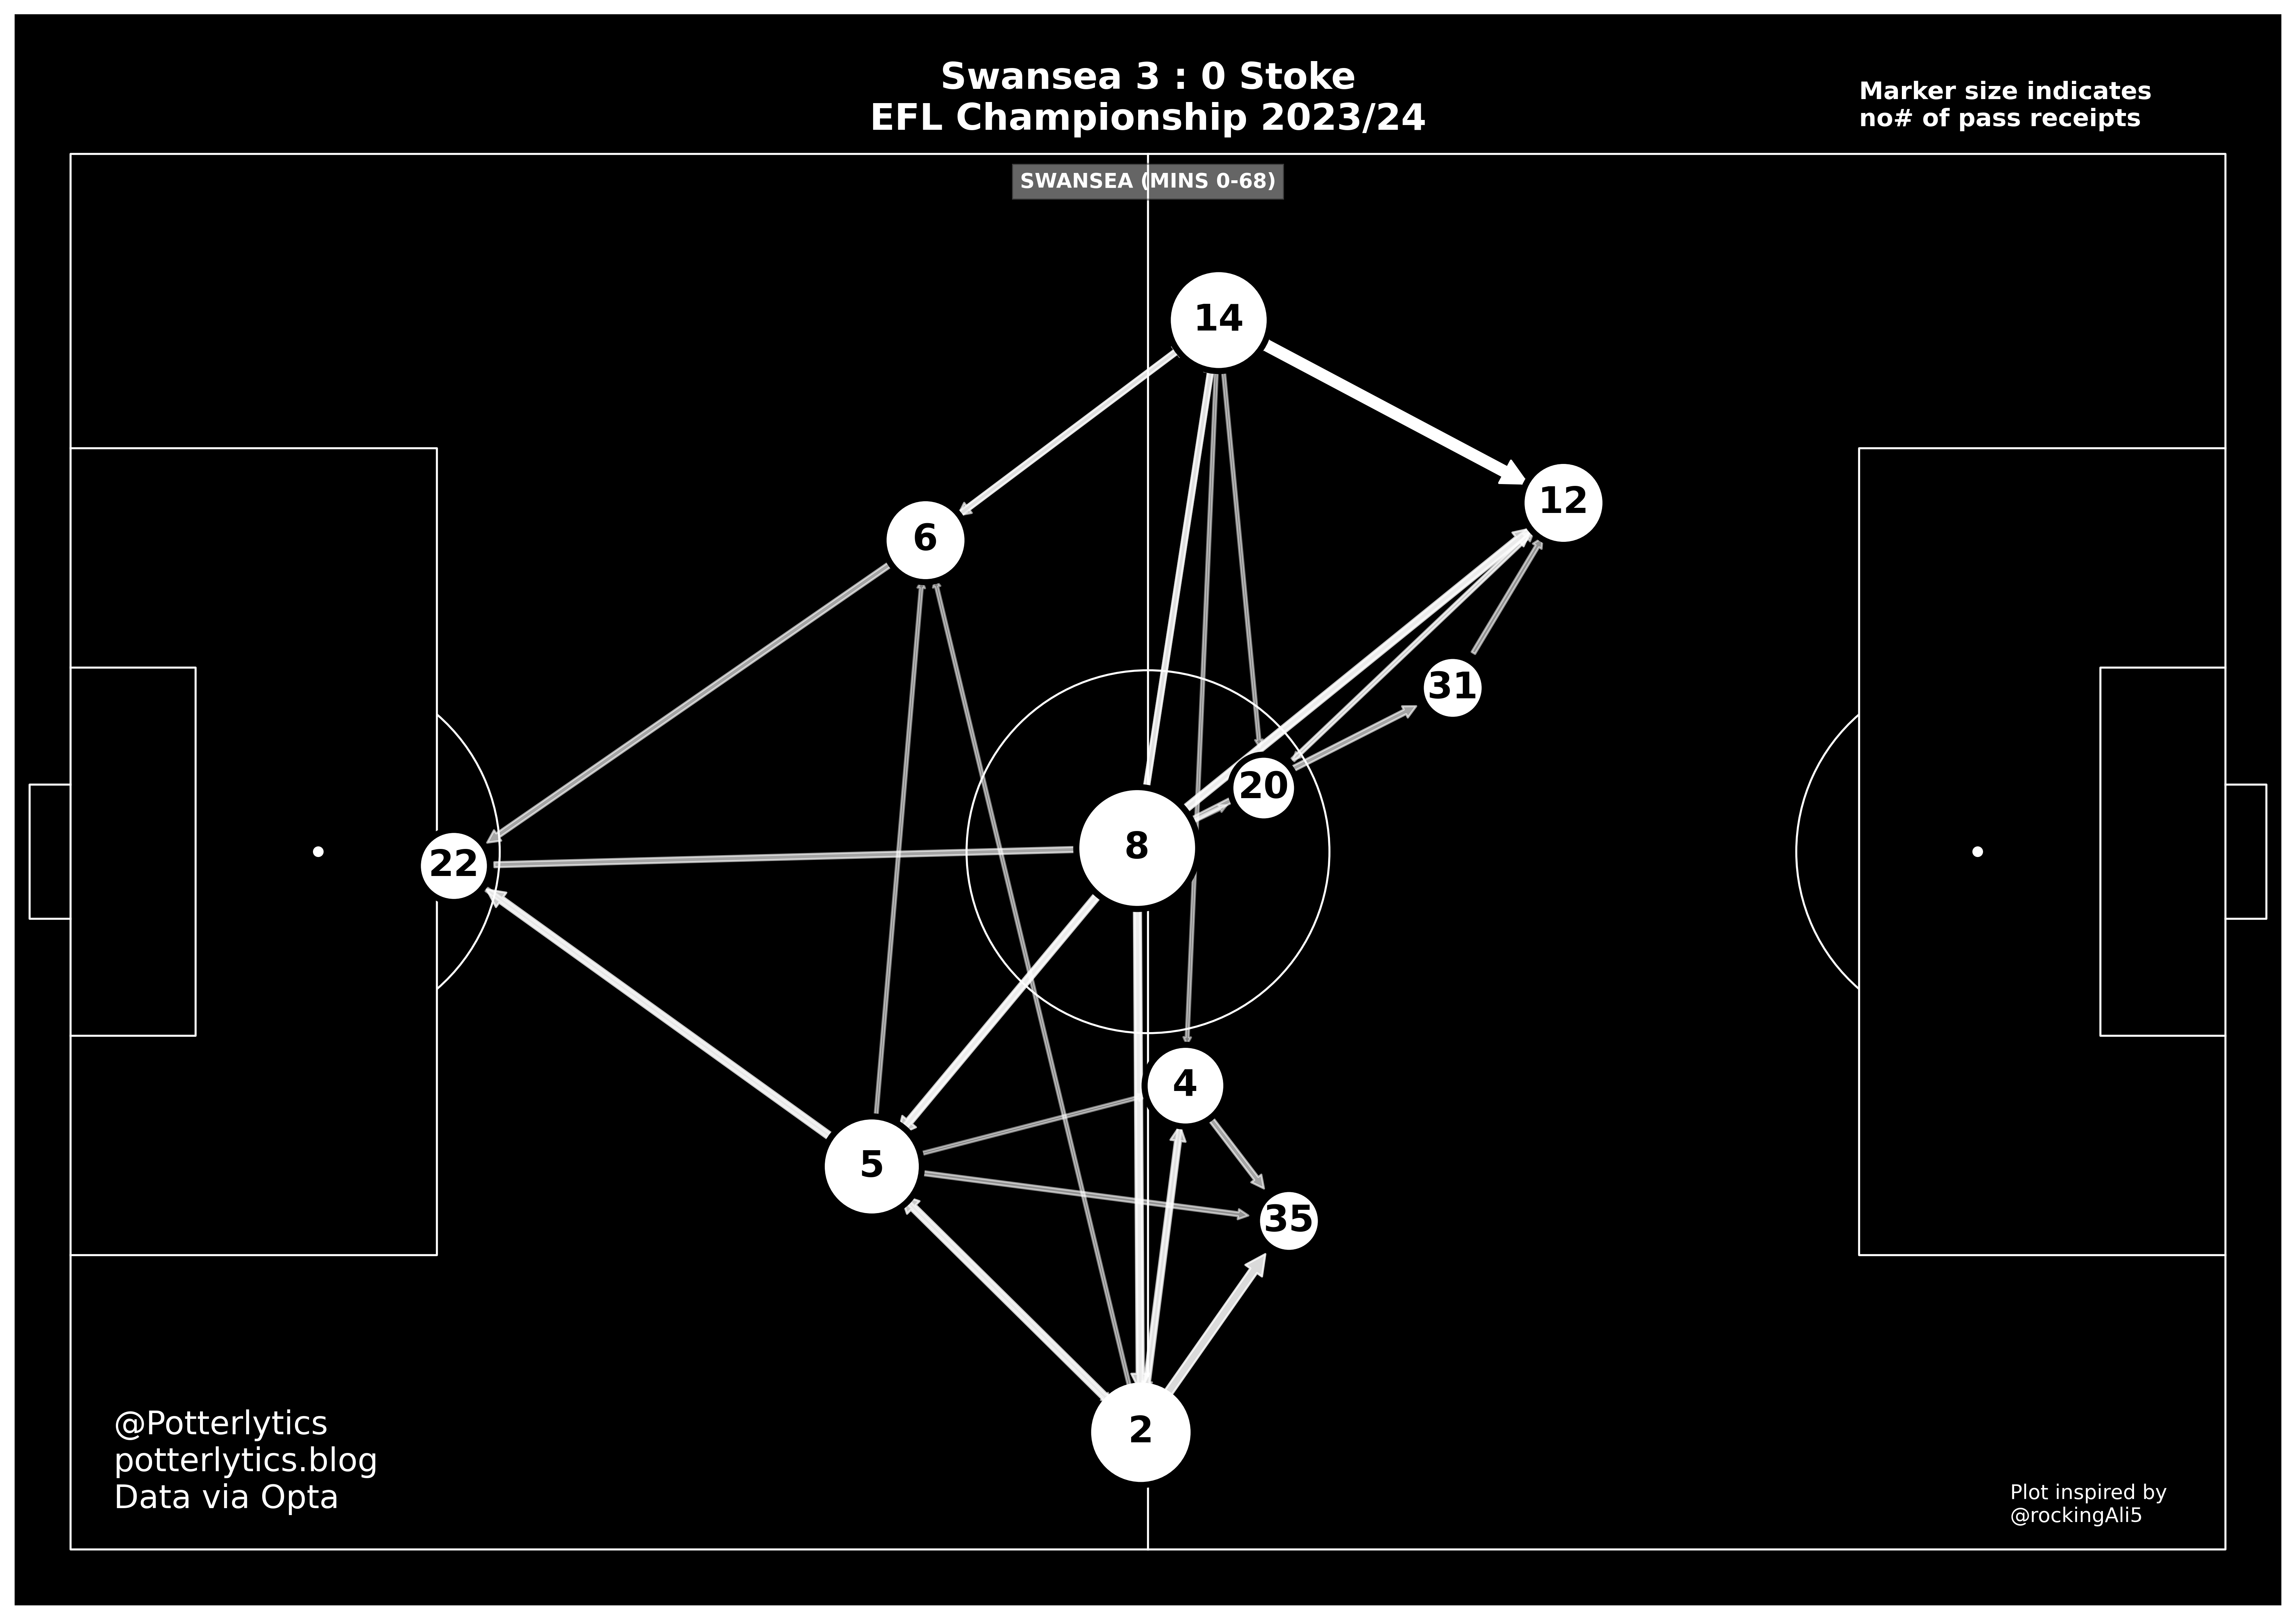 Swansea 3 : 0 Stoke
EFL Championship 2023/24
Marker size indicates
no# of pass receipts
SWANSEA (MINS 0-68)
14
12
6
31
20
8
22
4
5
35
2
@Potterlytics
potterlytics.blog
Data via Opta
Plot inspired by
@rockingAli5